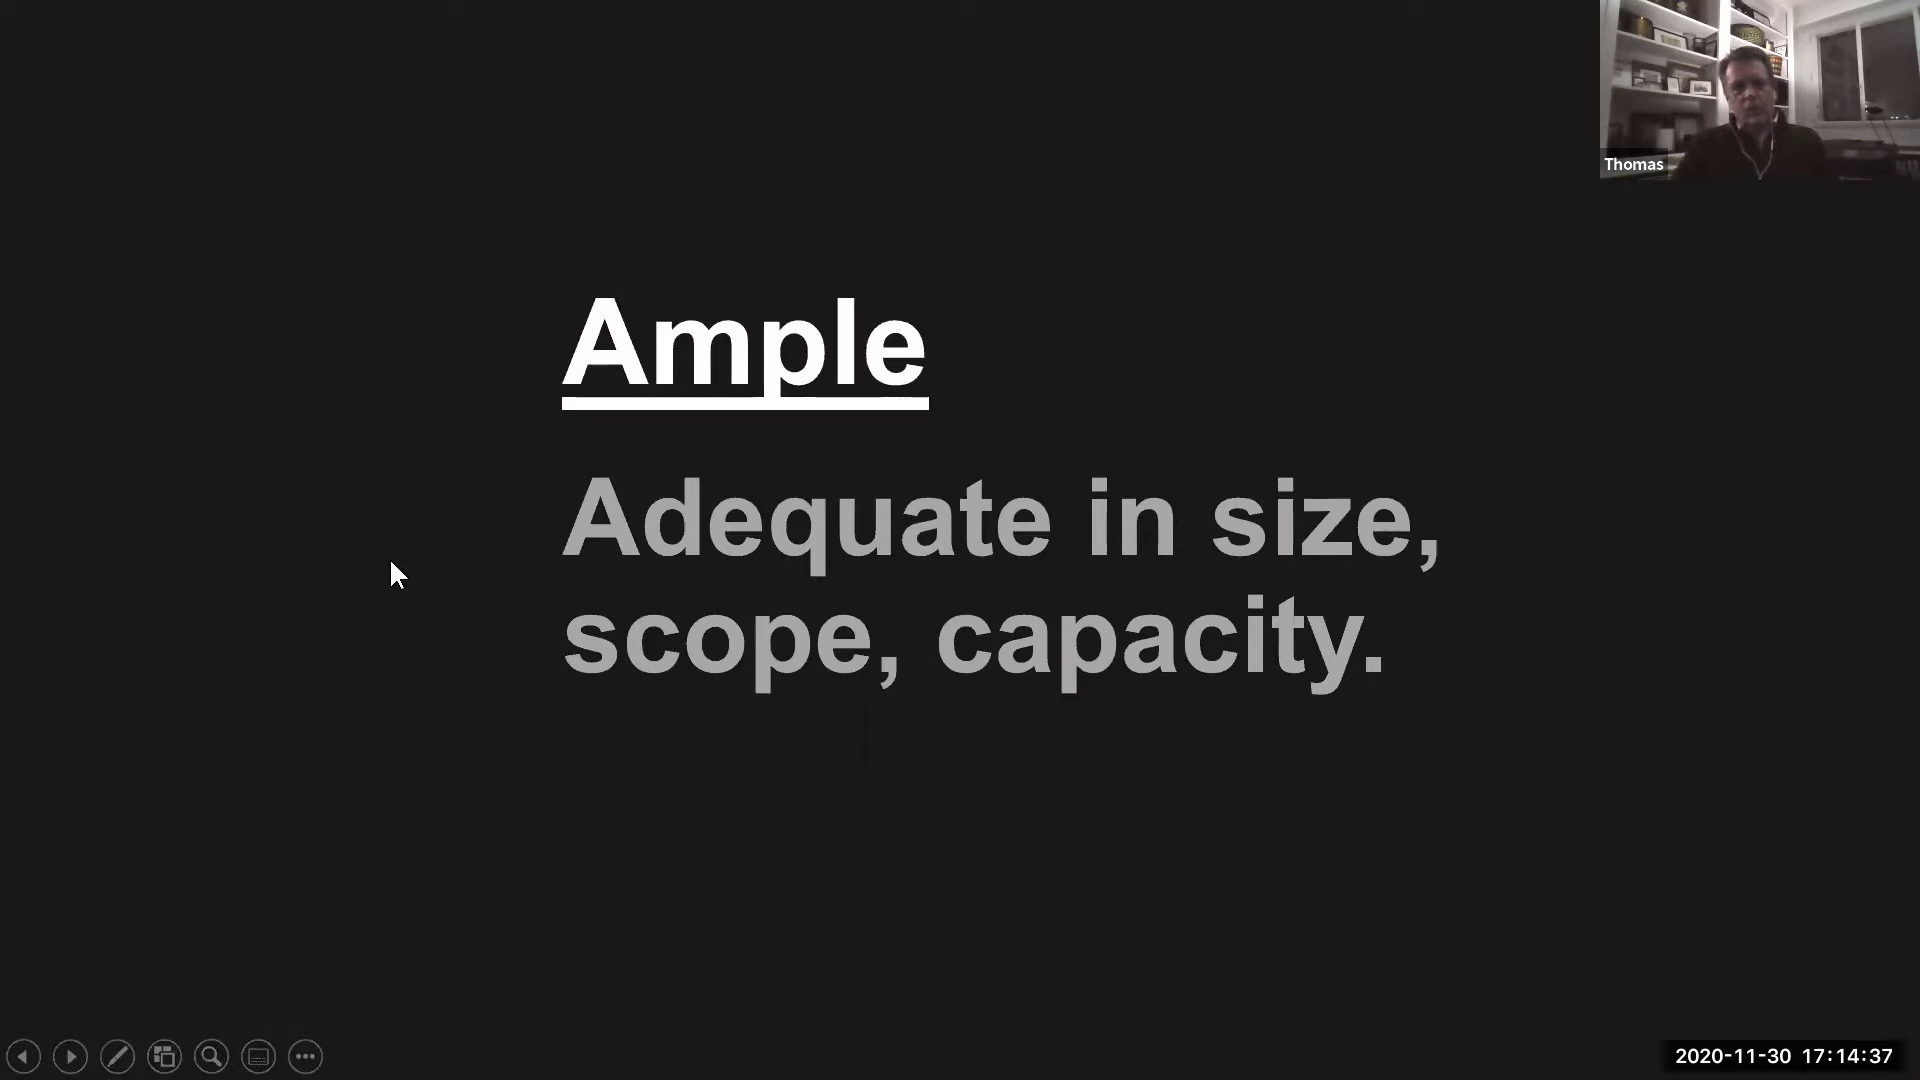 Thomas
Ample
Adequate in size,
scope, capacity.
2020-11-30 17:14:37